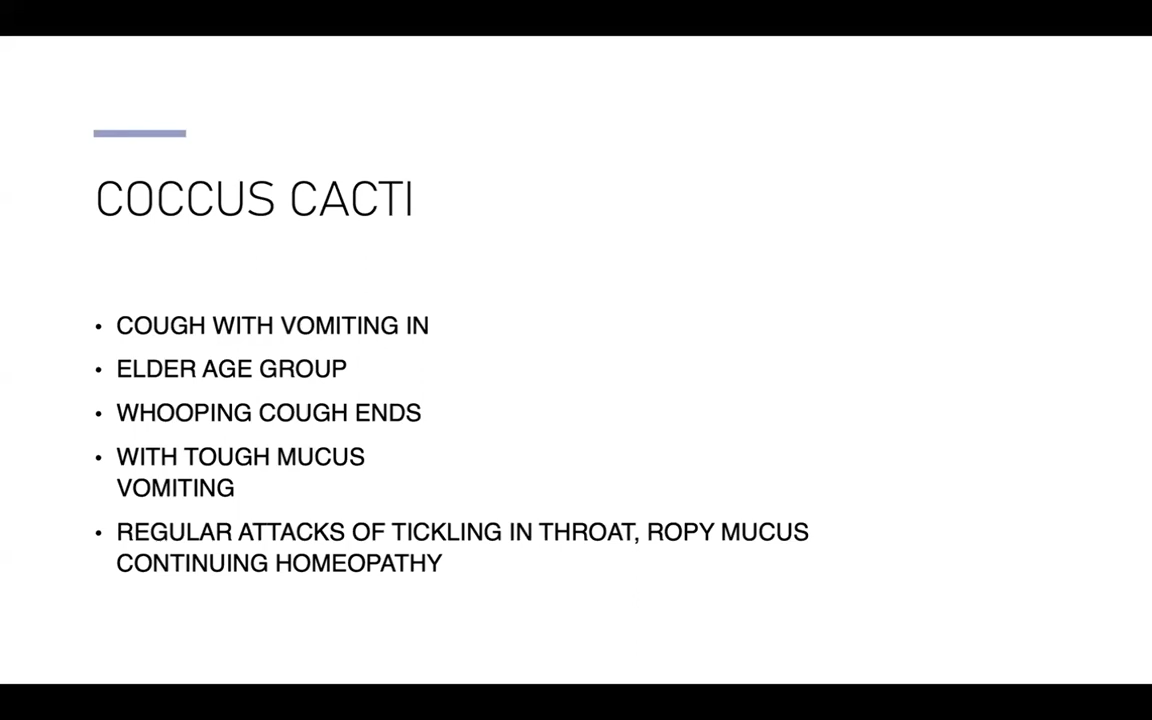 COCCUS CACTI
• COUGH WITH VOMITING IN
• ELDER AGE GROUP
• WHOOPING COUGH ENDS
• WITH TOUGH MUCUS
VOMITING
• REGULAR ATTACKS OF TICKLING IN THROAT, ROPY MUCUS
CONTINUING HOMEOPATHY